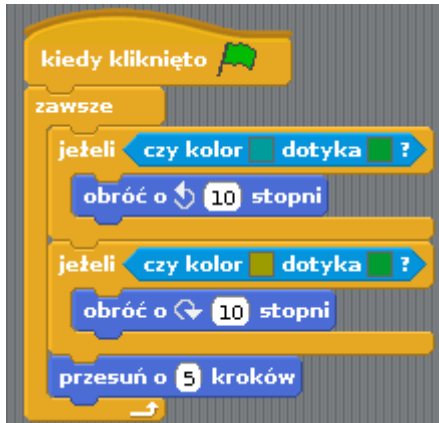 kiedy kliknięto
zawsze
jeżeli czy kolor dotyka ?
obróć o 10 stopni
jeżeli czy kolor dotyka ?
obróć o 10 stopni
przesuń o 5 kroków